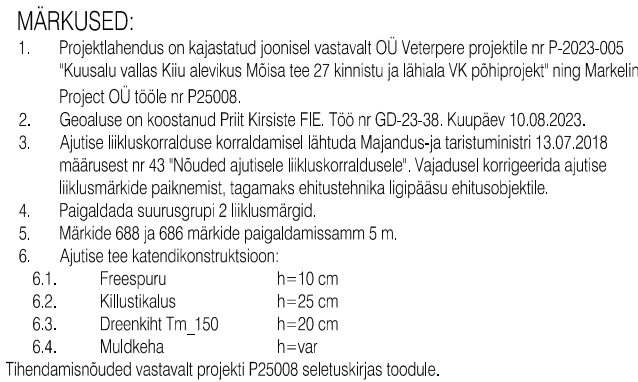 MÄRKUSED:
1. Projektlahendus on kajastatud joonisel vastavalt OÜ Veterpere projektile nr P-2023-005
"Kuusalu vallas Kiiu alevikus Mõisa tee 27 kinnistu ja lähiala VK põhiprojekt" ning Markelin
Project OÜ tööle nr P25008.
2. Geoaluse on koostanud Priit Kirsiste FIE. Töö nr GD-23-38. Kuupäev 10.08.2023.
3. Ajutise liikluskorralduse korraldamisel lähtuda Majandus-ja taristuministri 13.07.2018
määrusest nr 43 "Nõuded ajutisele liikluskorraldusele". Vajadusel korrigeerida ajutise
liiklusmärkide paiknemist, tagamaks ehitustehnika ligipääsu ehitusobjektile.
4. Paigaldada suurusgrupi 2 liiklusmärgid.
5. Märkide 688 ja 686 märkide paigaldamissamm 5 m.
6. Ajutise tee katendikonstruktsioon:
6.1. Freespuru h=10 cm
6.2. Killustikalus h=25 cm
6.3. Dreenkiht Tm_150 h=20 cm
6.4. Muldkeha h=var
Tihendamisnõuded vastavalt projekti P25008 seletuskirjas toodule.